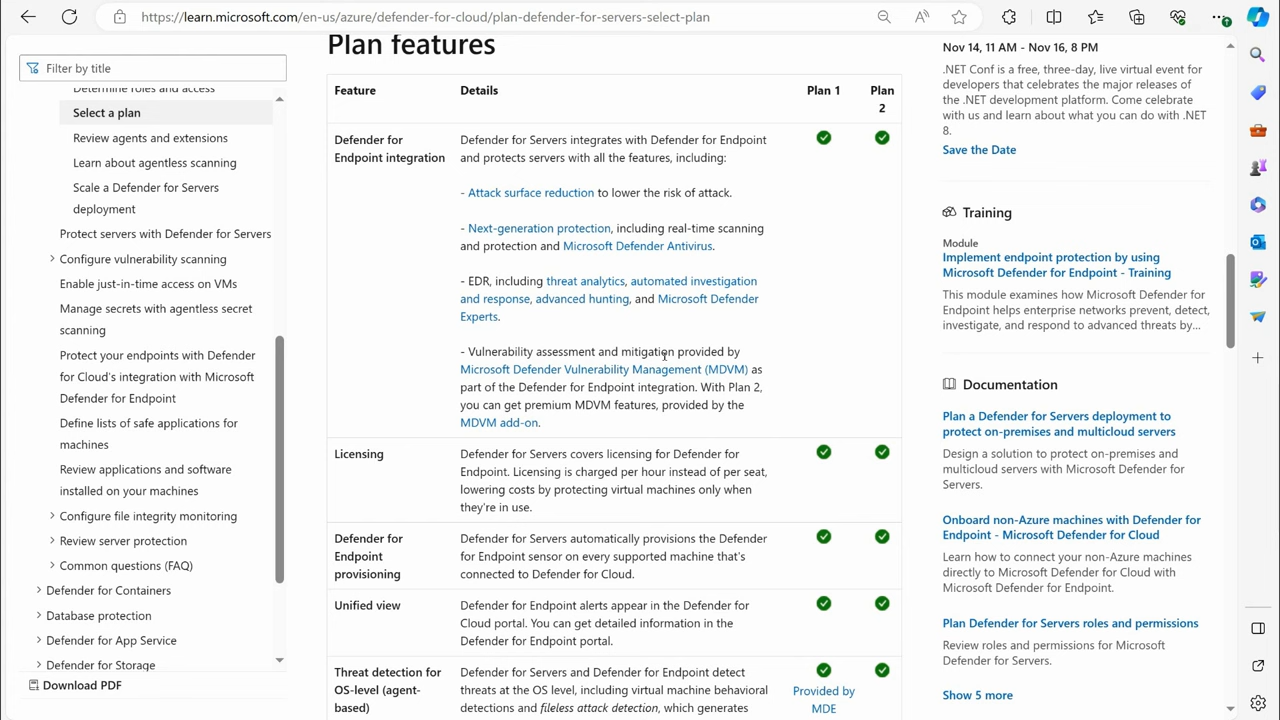 https://learn.microsoft.com/en-us/azure/defender-for-cloud/plan-defender-for-servers-select-plan
Filter by title
Determine roles and access
Select a plan
Review agents and extensions
Learn about agentless scanning
Scale a Defender for Servers
deployment
Protect servers with Defender for Servers
Configure vulnerability scanning
Enable just-in-time access on VMs
Manage secrets with agentless secret
scanning
Protect your endpoints with Defender
for Cloud's integration with Microsoft
Defender for Endpoint
Define lists of safe applications for
machines
Review applications and software
installed on your machines
Configure file integrity monitoring
Review server protection
Common questions (FAQ)
Defender for Containers
Database protection
Defender for App Service
Defender for Storage
Download PDF
Plan features
Feature Details Plan 1 Plan
2
Defender for
Endpoint integration
Defender for Servers integrates with Defender for Endpoint
and protects servers with all the features, including:
- Attack surface reduction to lower the risk of attack.
- Next-generation protection, including real-time scanning
and protection and Microsoft Defender Antivirus.
- EDR, including threat analytics, automated investigation
and response, advanced hunting, and Microsoft Defender
Experts.
- Vulnerability assessment and mitigation provided by
Microsoft Defender Vulnerability Management (MDVM) as
part of the Defender for Endpoint integration. With Plan 2,
you can get premium MDVM features, provided by the
MDVM add-on.
Licensing
Defender for Servers covers licensing for Defender for
Endpoint. Licensing is charged per hour instead of per seat,
lowering costs by protecting virtual machines only when
they're in use.
Defender for
Endpoint
provisioning
Defender for Servers automatically provisions the Defender
for Endpoint sensor on every supported machine that's
connected to Defender for Cloud.
Unified view
Defender for Endpoint alerts appear in the Defender for
Cloud portal. You can get detailed information in the
Defender for Endpoint portal.
Threat detection for
OS-level (agent-
based)
Defender for Servers and Defender for Endpoint detect
threats at the OS level, including virtual machine behavioral
detections and fileless attack detection, which generates
Provided by
MDE
Nov 14, 11 AM - Nov 16, 8 PM
.NET Conf is a free, three-day, live virtual event for
developers that celebrates the major releases of
the .NET development platform. Come celebrate
with us and learn about what you can do with .NET
8.
Save the Date
Training
Module
Implement endpoint protection by using
Microsoft Defender for Endpoint - Training
This module examines how Microsoft Defender for
Endpoint helps enterprise networks prevent, detect,
investigate, and respond to advanced threats by...
Documentation
Plan a Defender for Servers deployment to
protect on-premises and multicloud servers
Design a solution to protect on-premises and
multicloud servers with Microsoft Defender for
Servers.
Onboard non-Azure machines with Defender for
Endpoint - Microsoft Defender for Cloud
Learn how to connect your non-Azure machines
directly to Microsoft Defender for Cloud with
Microsoft Defender for Endpoint.
Plan Defender for Servers roles and permissions
Review roles and permissions for Microsoft
Defender for Servers.
Show 5 more